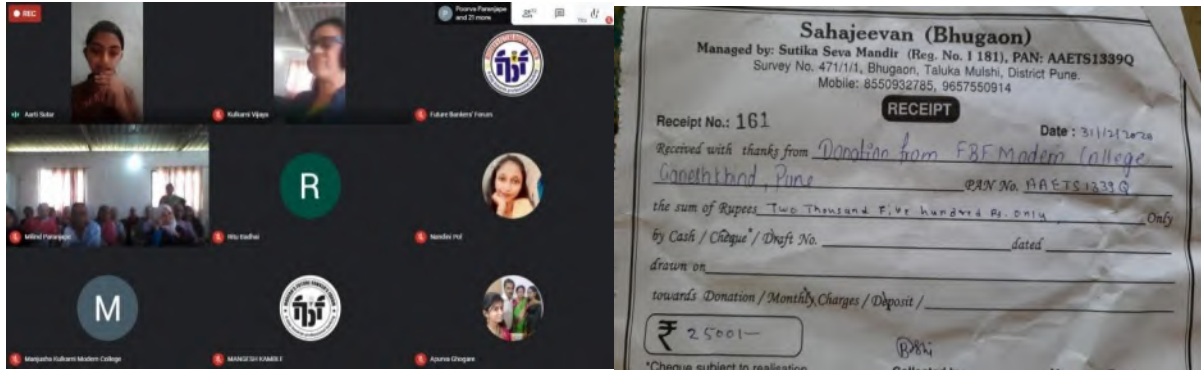 REC
Poorva Paranjape
and 21 more
Aarti Sutar
Kulkarni Vijaya
Future Bankers' Forum
fbf
Milind Paranjape
R
Ritu Badhai
Nandini Pol
M
Manjusha Kulkarni Modern College
fbf
MANGESH KAMBLE
Apurva Ghogare
Sahajeevan (Bhugaon)
Managed by: Sutika Seva Mandir (Reg. No. I 181), PAN: AAETS1339Q
Survey No. 471/1/1, Bhugaon, Taluka Mulshi, District Pune.
Mobile: 8550932785, 9657550914
RECEIPT
Receipt No.: 161
Date : 31/12/2020
Received with thanks from Donation from FBF Modern College
Ganeshkhind, Pune PAN No. AAETS1339Q
the sum of Rupees Two Thousand Five hundred Rs. only Only
by Cash / Cheque* / Draft No. dated
drawn on
towards Donation / Monthly Charges / Deposit /
₹ 2500/-
*Cheque subject to realisation